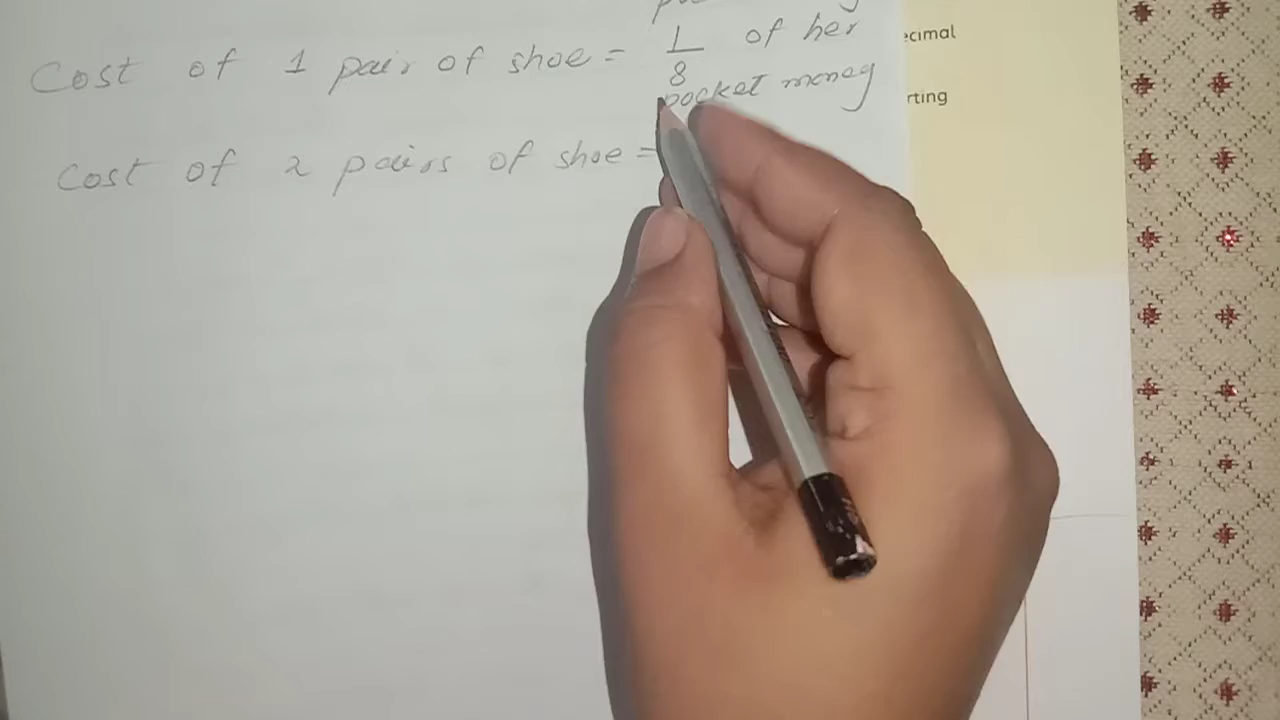 Cost of 1 pair of shoe = 1/8 of her
pocket money
Cost of 2 pairs of shoe =
ecimal
rting